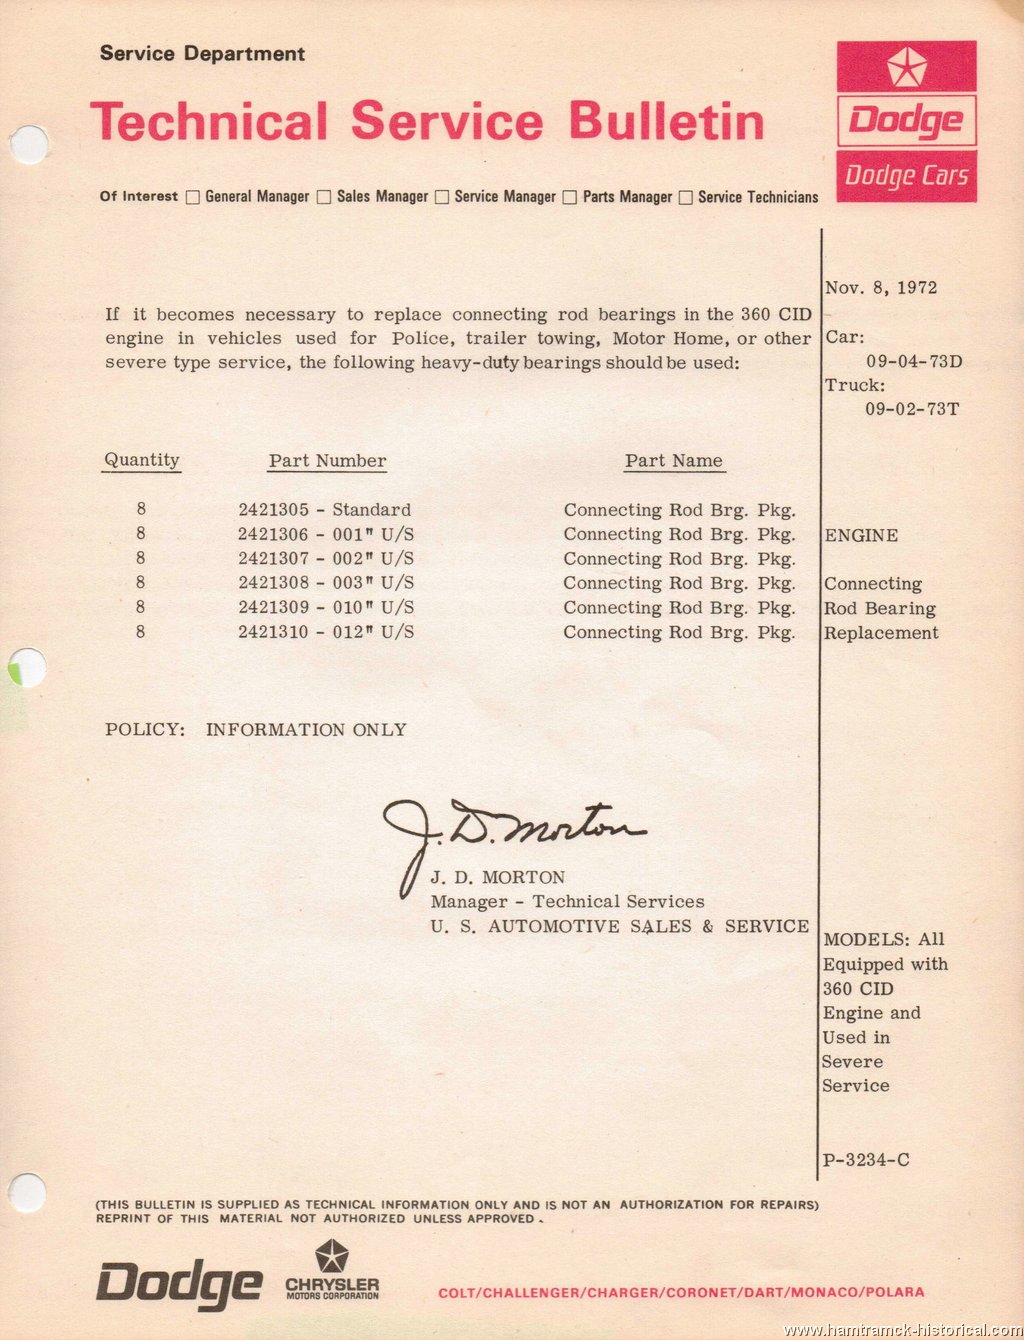 Service Department
Technical Service Bulletin
Dodge
Dodge Cars
Of Interest □ General Manager □ Sales Manager □ Service Manager □ Parts Manager □ Service Technicians
Nov. 8, 1972
If it becomes necessary to replace connecting rod bearings in the 360 CID
engine in vehicles used for Police, trailer towing, Motor Home, or other
severe type service, the following heavy-duty bearings should be used:
Car:
09-04-73D
Truck:
09-02-73T
Quantity Part Number Part Name
8 2421305 - Standard Connecting Rod Brg. Pkg.
8 2421306 - 001" U/S Connecting Rod Brg. Pkg.
8 2421307 - 002" U/S Connecting Rod Brg. Pkg.
8 2421308 - 003" U/S Connecting Rod Brg. Pkg.
8 2421309 - 010" U/S Connecting Rod Brg. Pkg.
8 2421310 - 012" U/S Connecting Rod Brg. Pkg.
ENGINE
Connecting
Rod Bearing
Replacement
POLICY: INFORMATION ONLY
J. D. Morton
J. D. MORTON
Manager - Technical Services
U. S. AUTOMOTIVE SALES & SERVICE
MODELS: All
Equipped with
360 CID
Engine and
Used in
Severe
Service
P-3234-C
(THIS BULLETIN IS SUPPLIED AS TECHNICAL INFORMATION ONLY AND IS NOT AN AUTHORIZATION FOR REPAIRS)
REPRINT OF THIS MATERIAL NOT AUTHORIZED UNLESS APPROVED.
Dodge
CHRYSLER
MOTORS CORPORATION
COLT/CHALLENGER/CHARGER/CORONET/DART/MONACO/POLARA
www.hamtramck-historical.com